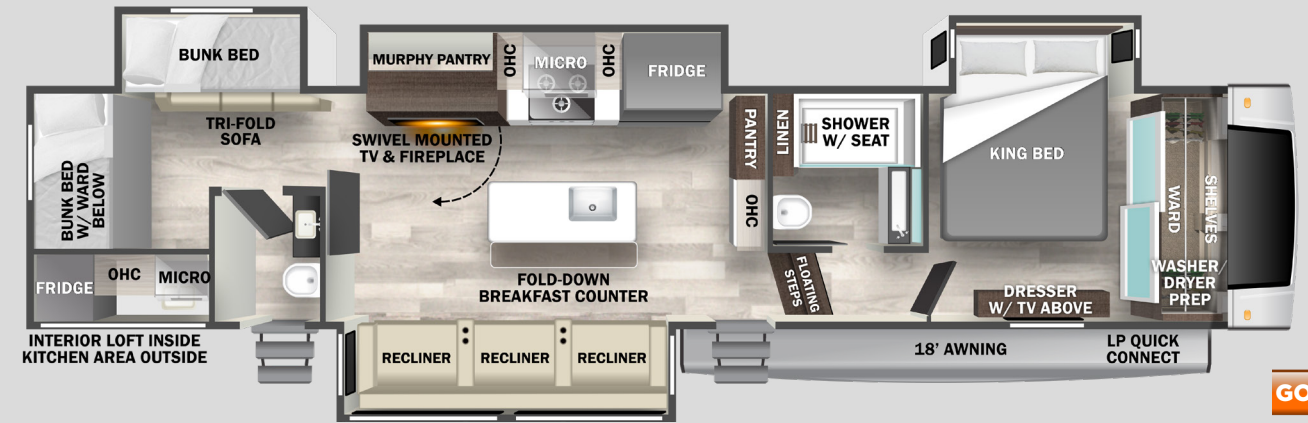 BUNK BED
TRI-FOLD
SOFA
BUNK BED
W/ WARD
BELOW
FRIDGE
OHC
MICRO
INTERIOR LOFT INSIDE
KITCHEN AREA OUTSIDE
MURPHY PANTRY
OHC
MICRO
OHC
FRIDGE
SWIVEL MOUNTED
TV & FIREPLACE
FOLD-DOWN
BREAKFAST COUNTER
RECLINER
RECLINER
RECLINER
PANTRY
OHC
LINEN
SHOWER
W/ SEAT
FLOATING
STEPS
KING BED
DRESSER
W/ TV ABOVE
WARD
SHELVES
WASHER/
DRYER
PREP
18' AWNING
LP QUICK
CONNECT
GO